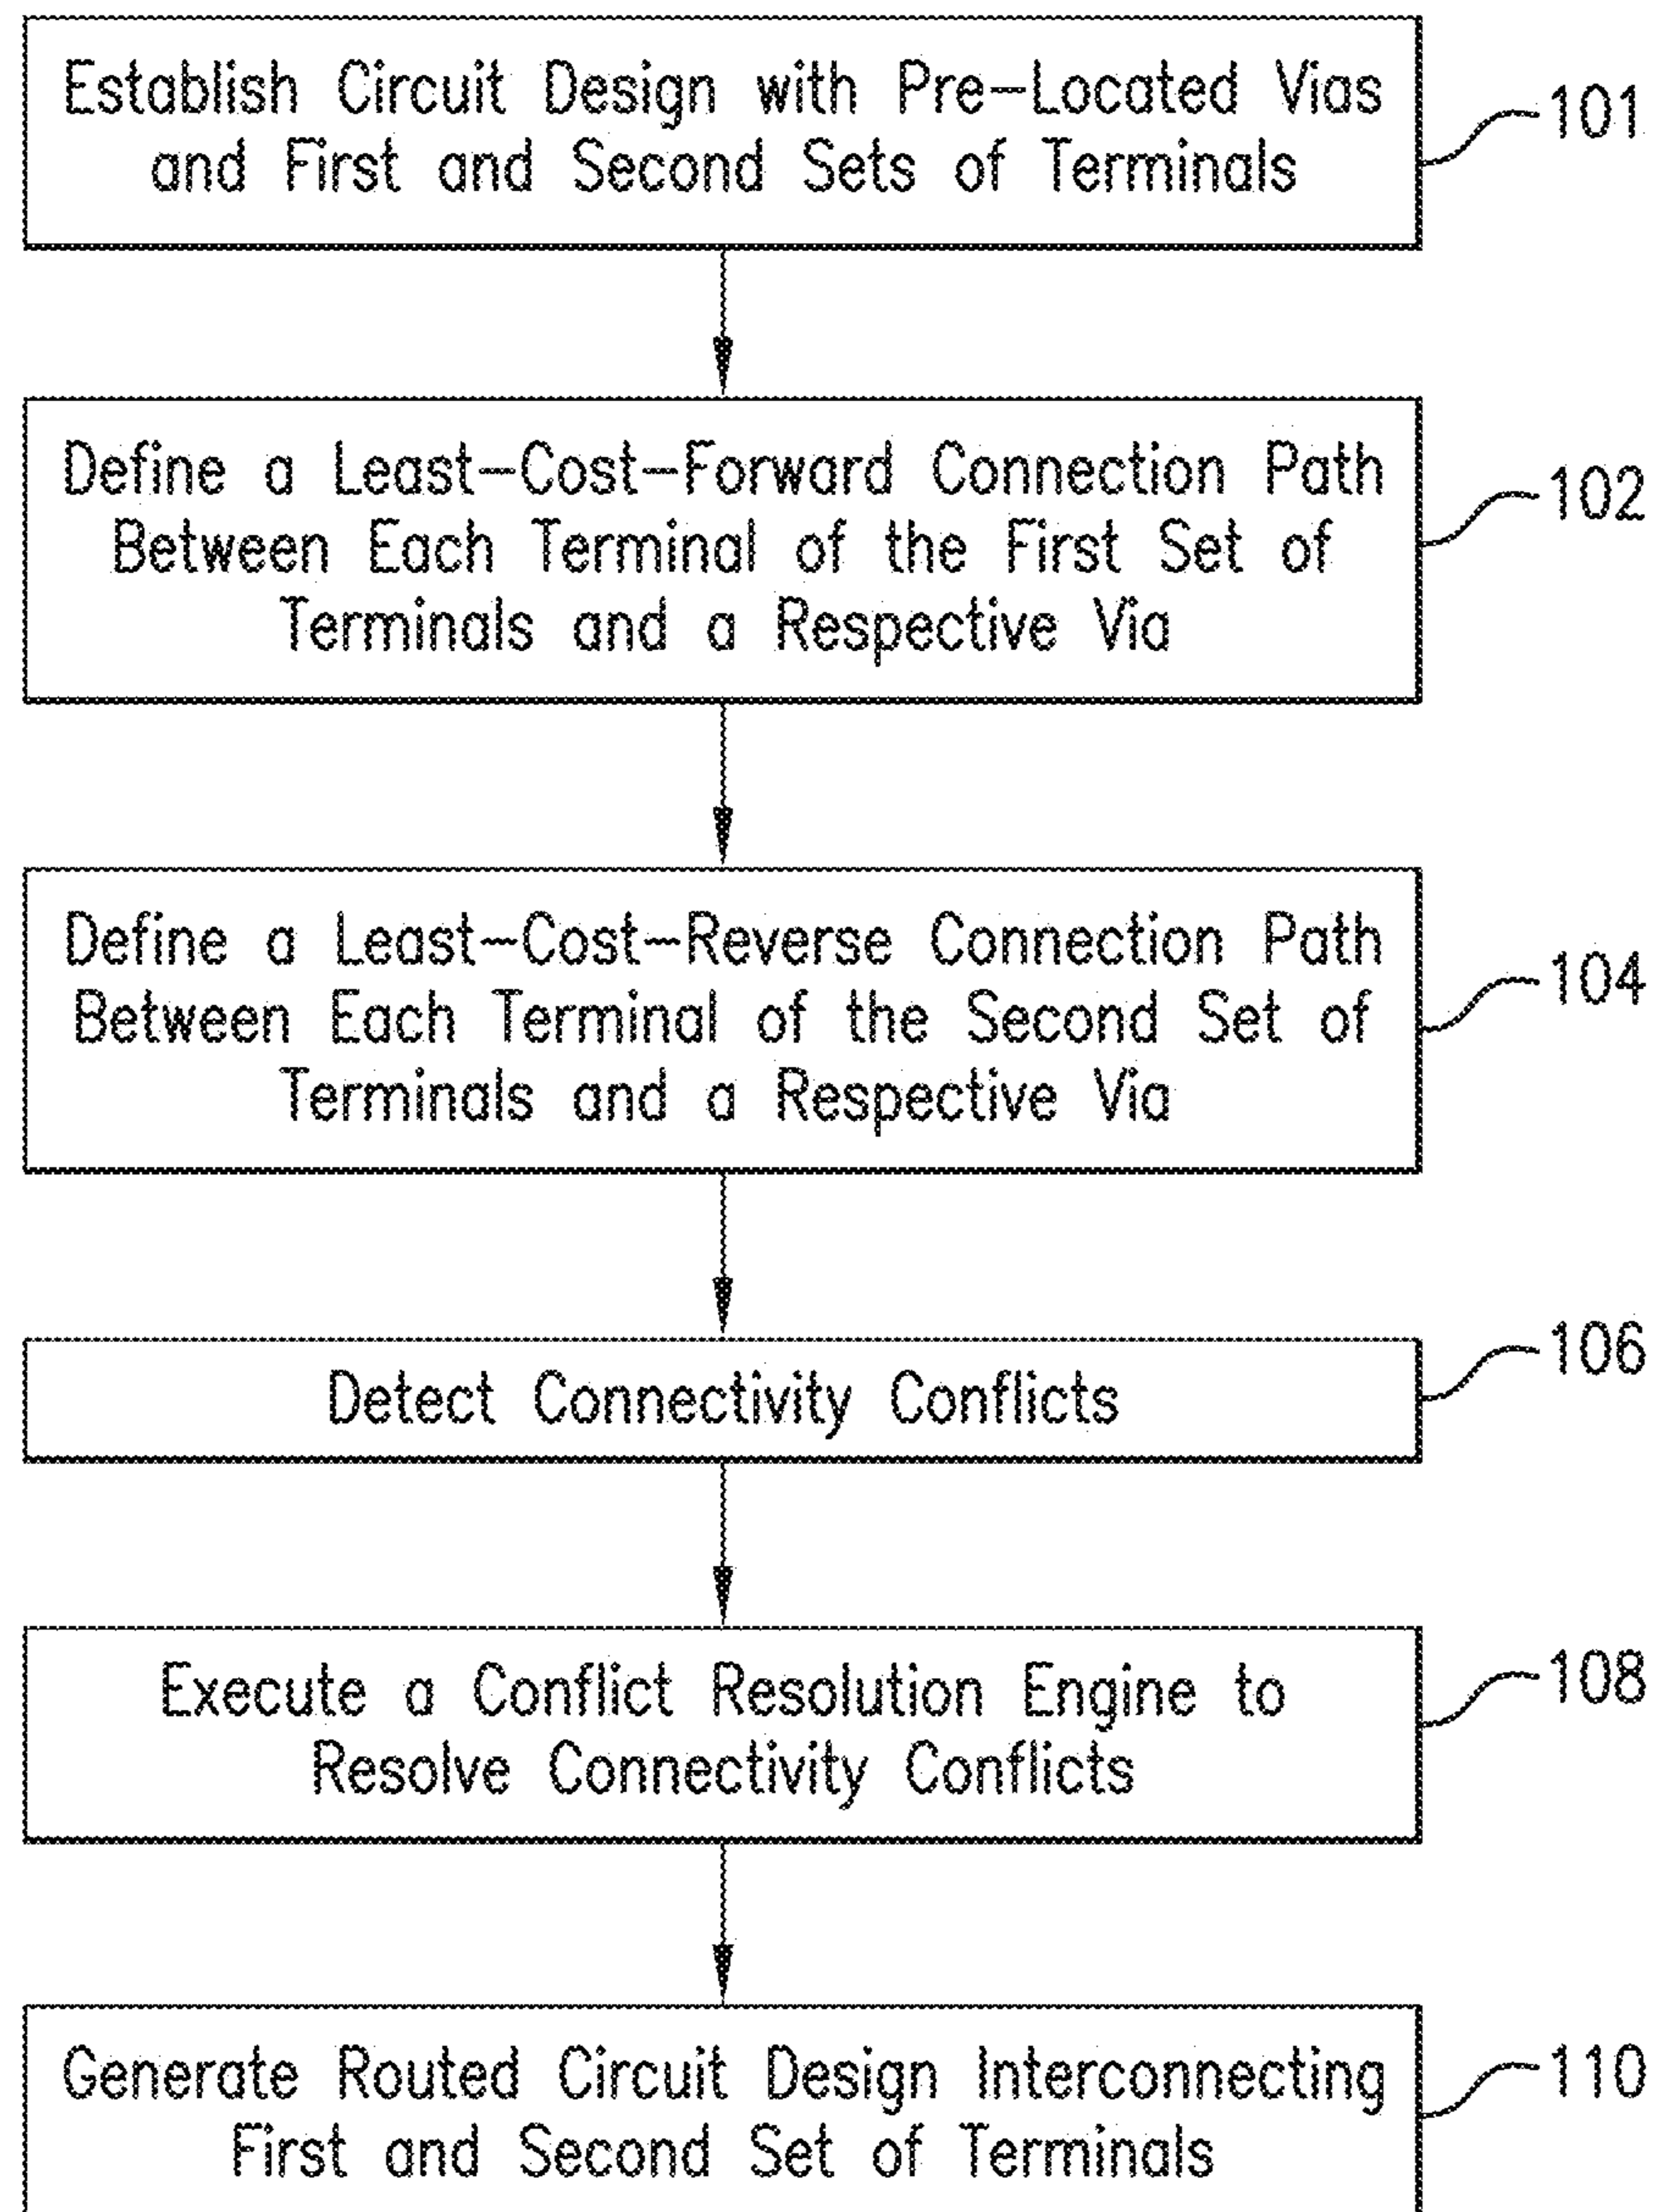 Establish Circuit Design with Pre-Located Vias
and First and Second Sets of Terminals
101
Define a Least-Cost-Forward Connection Path
Between Each Terminal of the First Set of
Terminals and a Respective Via
102
Define a Least-Cost-Reverse Connection Path
Between Each Terminal of the Second Set of
Terminals and a Respective Via
104
Detect Connectivity Conflicts
106
Execute a Conflict Resolution Engine to
Resolve Connectivity Conflicts
108
Generate Routed Circuit Design Interconnecting
First and Second Set of Terminals
110